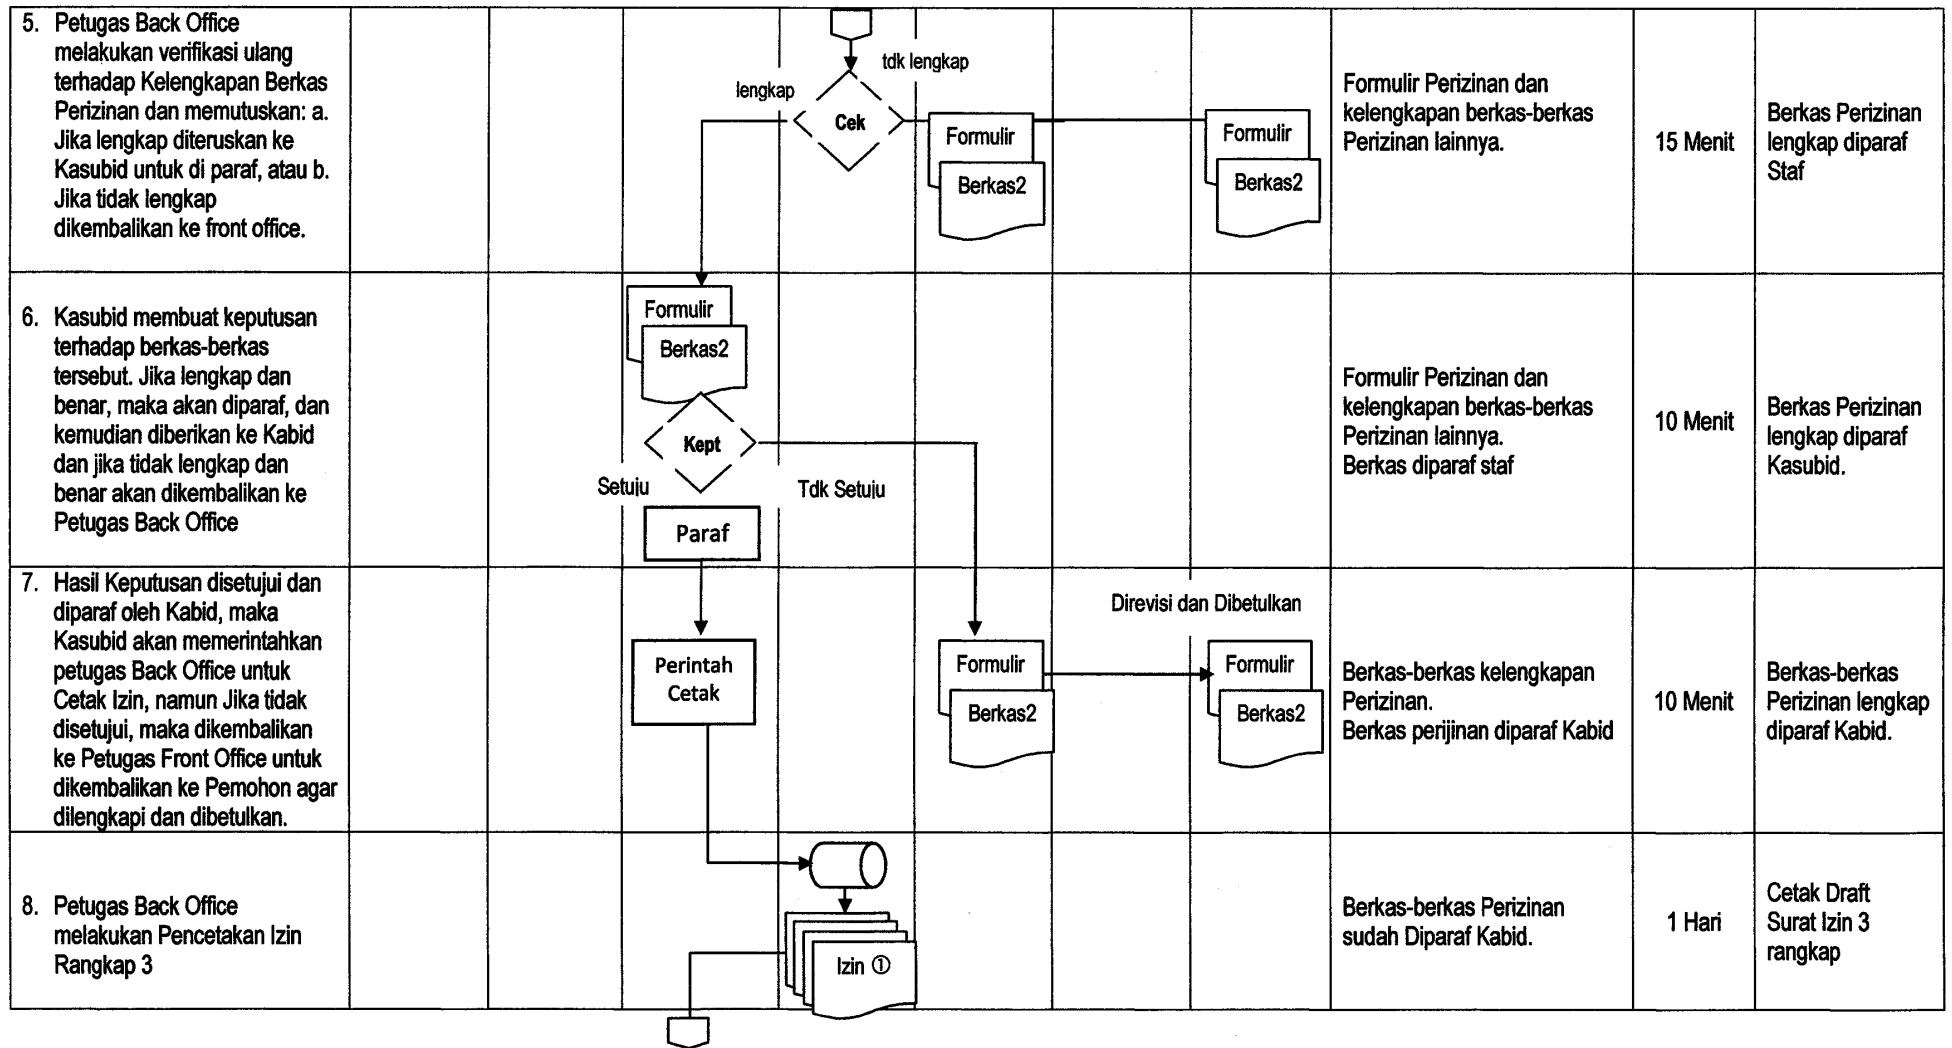 5. Petugas Back Office
melakukan verifikasi ulang
terhadap Kelengkapan Berkas
Perizinan dan memutuskan: a.
Jika lengkap diteruskan ke
Kasubid untuk di paraf, atau b.
Jika tidak lengkap
dikembalikan ke front office.
tdk lengkap
lengkap
Cek
Formulir
Berkas2
Formulir
Berkas2
Formulir Perizinan dan
kelengkapan berkas-berkas
Perizinan lainnya.
15 Menit
Berkas Perizinan
lengkap diparaf
Staf
6. Kasubid membuat keputusan
terhadap berkas-berkas
tersebut. Jika lengkap dan
benar, maka akan diparaf, dan
kemudian diberikan ke Kabid
dan jika tidak lengkap dan
benar akan dikembalikan ke
Petugas Back Office
Formulir
Berkas2
Kept
Setuju
Tdk Setuju
Paraf
Formulir Perizinan dan
kelengkapan berkas-berkas
Perizinan lainnya.
Berkas diparaf staf
10 Menit
Berkas Perizinan
lengkap diparaf
Kasubid.
7. Hasil Keputusan disetujui dan
diparaf oleh Kabid, maka
Kasubid akan memerintahkan
petugas Back Office untuk
Cetak Izin, namun Jika tidak
disetujui, maka dikembalikan
ke Petugas Front Office untuk
dikembalikan ke Pemohon agar
dilengkapi dan dibetulkan.
Perintah
Cetak
Direvisi dan Dibetulkan
Formulir
Berkas2
Formulir
Berkas2
Berkas-berkas kelengkapan
Perizinan.
Berkas perijinan diparaf Kabid
10 Menit
Berkas-berkas
Perizinan lengkap
diparaf Kabid.
8. Petugas Back Office
melakukan Pencetakan Izin
Rangkap 3
Izin ①
Berkas-berkas Perizinan
sudah Diparaf Kabid.
1 Hari
Cetak Draft
Surat Izin 3
rangkap